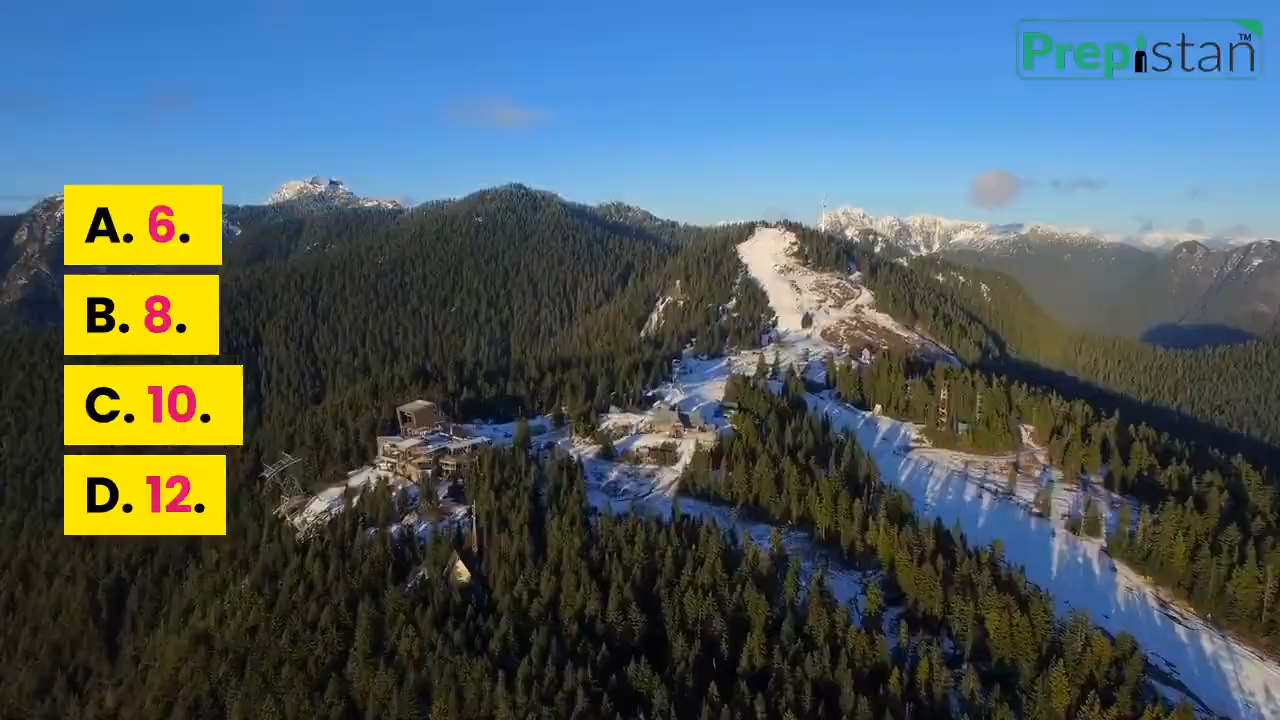 Prepistan™
A. 6.
B. 8.
C. 10.
D. 12.